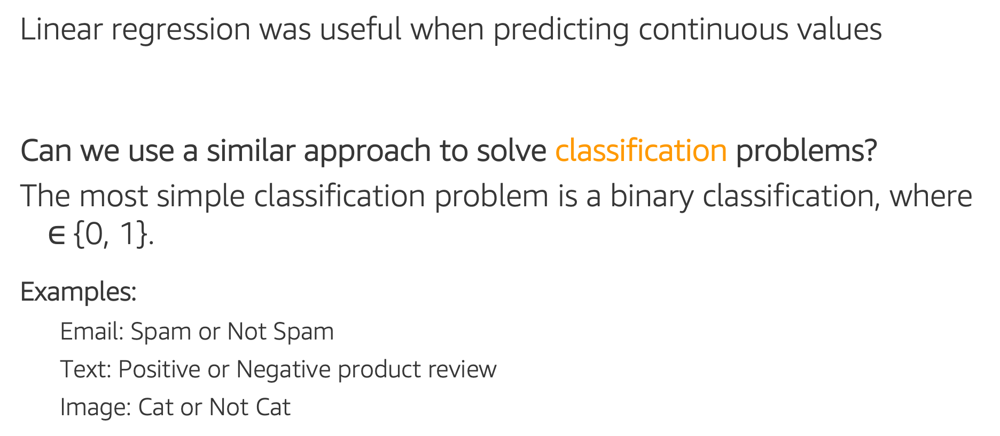 Linear regression was useful when predicting continuous values
Can we use a similar approach to solve classification problems?
The most simple classification problem is a binary classification, where
∈ {0, 1}.
Examples:
Email: Spam or Not Spam
Text: Positive or Negative product review
Image: Cat or Not Cat